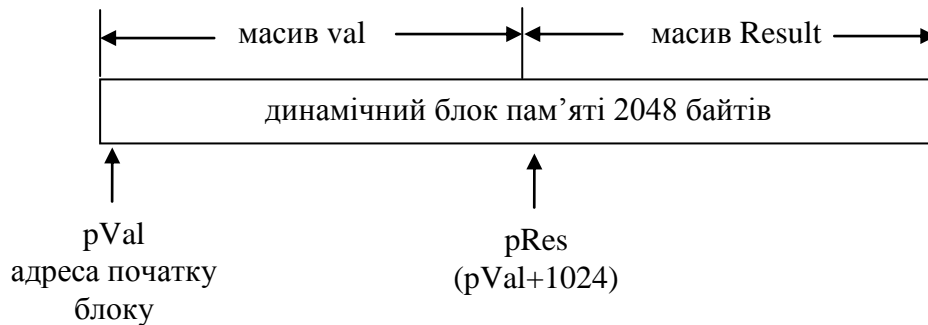 масив val
масив Result
динамічний блок пам’яті 2048 байтів
pVal
адреса початку
блоку
pRes
(pVal+1024)